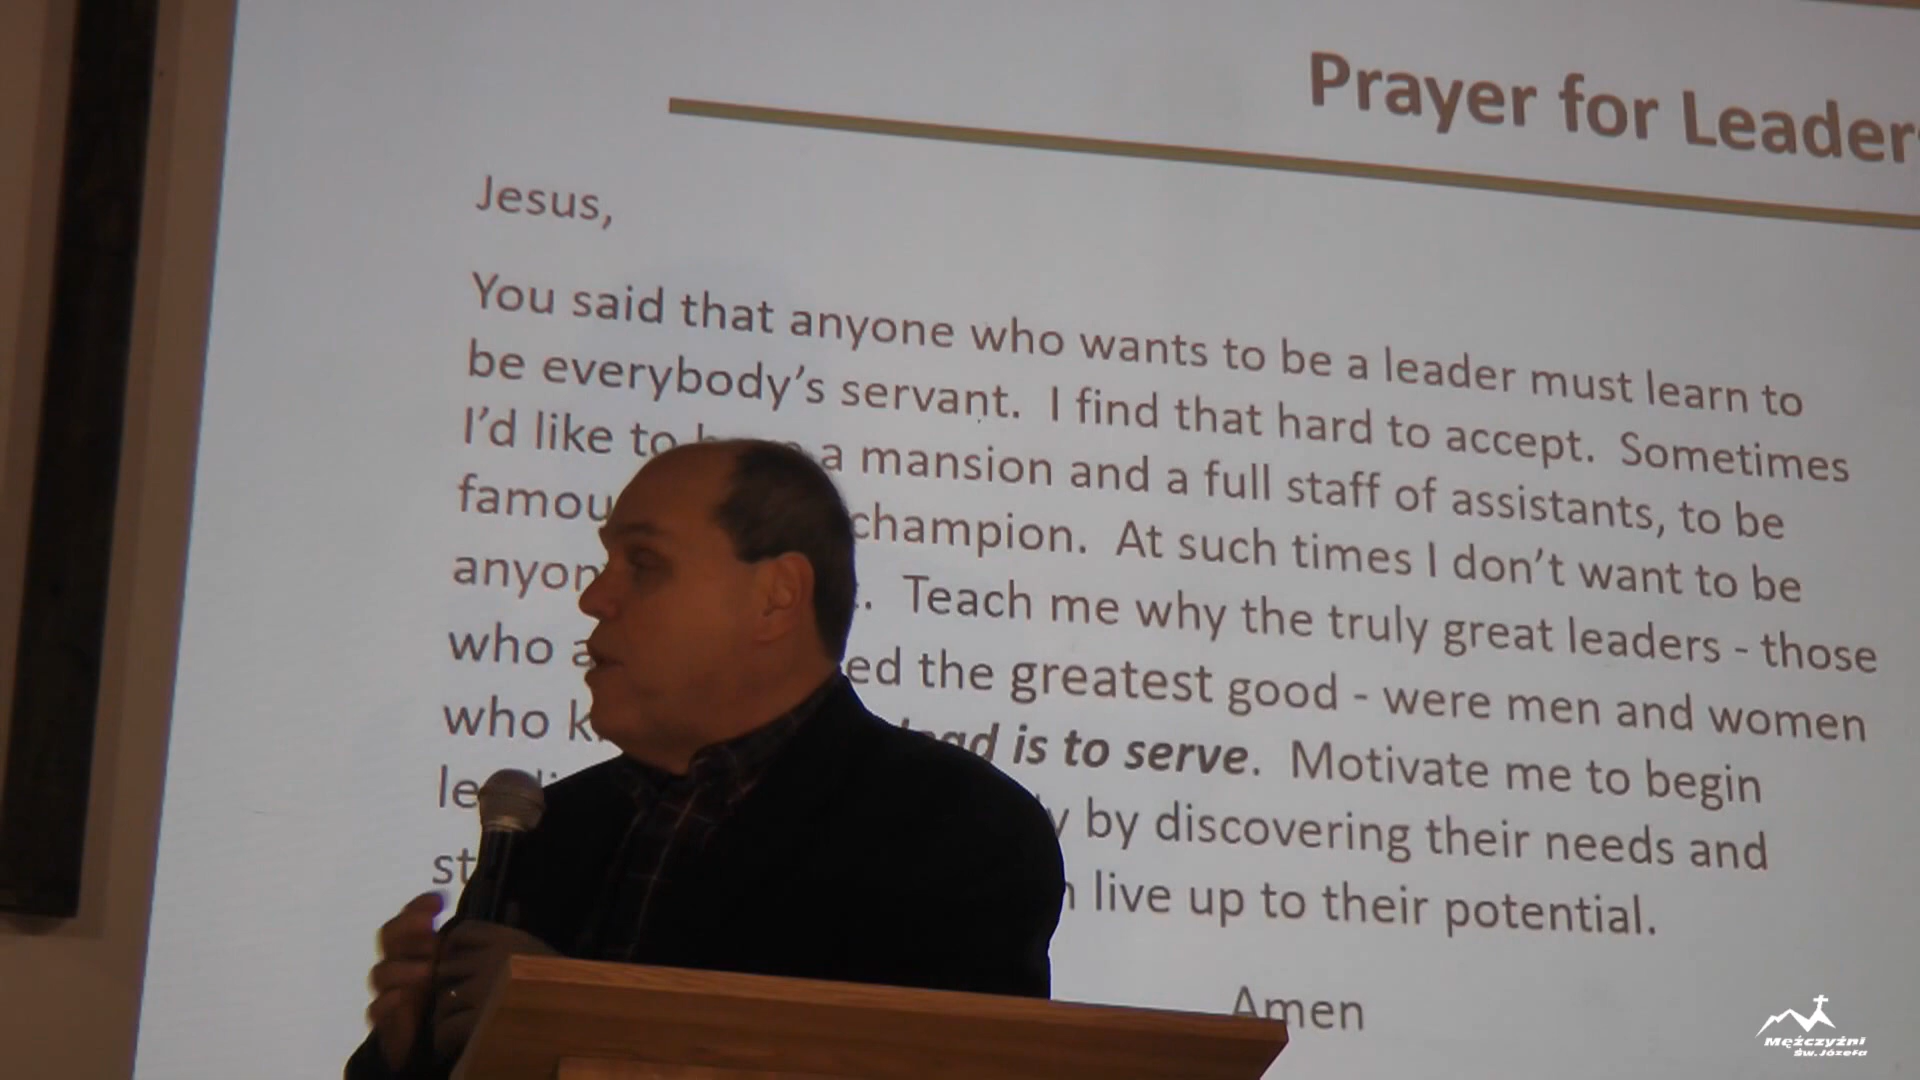 Prayer for Leader
Jesus,
You said that anyone who wants to be a leader must learn to
be everybody's servant. I find that hard to accept. Sometimes
I'd like to a mansion and a full staff of assistants, to be
champion. At such times I don't want to be
Teach me why the truly great leaders - those
who the greatest good - were men and women
who is to serve. Motivate me to begin
by discovering their needs and
live up to their potential.
Amen
Mężczyźni
Św. Józefa